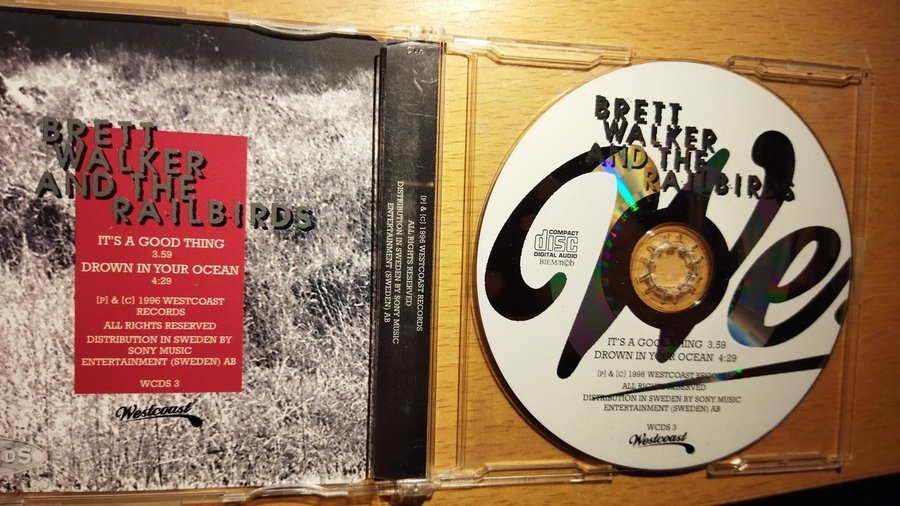 BRETT
WALKER
AND THE
RAILBIRDS
IT'S A GOOD THING
3.59
DROWN IN YOUR OCEAN
4:29
[P] & [C] 1996 WESTCOAST
RECORDS
ALL RIGHTS RESERVED
DISTRIBUTION IN SWEDEN BY
SONY MUSIC
ENTERTAINMENT (SWEDEN) AB
WCDS 3
Westcoast
DS
[P] & [C] 1996 WESTCOAST RECORDS
ALL RIGHTS RESERVED
DISTRIBUTION IN SWEDEN BY SONY MUSIC
ENTERTAINMENT (SWEDEN) AB
BRETT
WALKER
AND THE
RAILBIRDS
We
COMPACT
disc
DIGITAL AUDIO
BIEM/n©b
IT'S A GOOD THING 3.59
DROWN IN YOUR OCEAN 4:29
[P] & [C] 1996 WESTCOAST RECORDS
ALL RIGHTS RESERVED
DISTRIBUTION IN SWEDEN BY SONY MUSIC
ENTERTAINMENT (SWEDEN) AB
WCDS 3
Westcoast